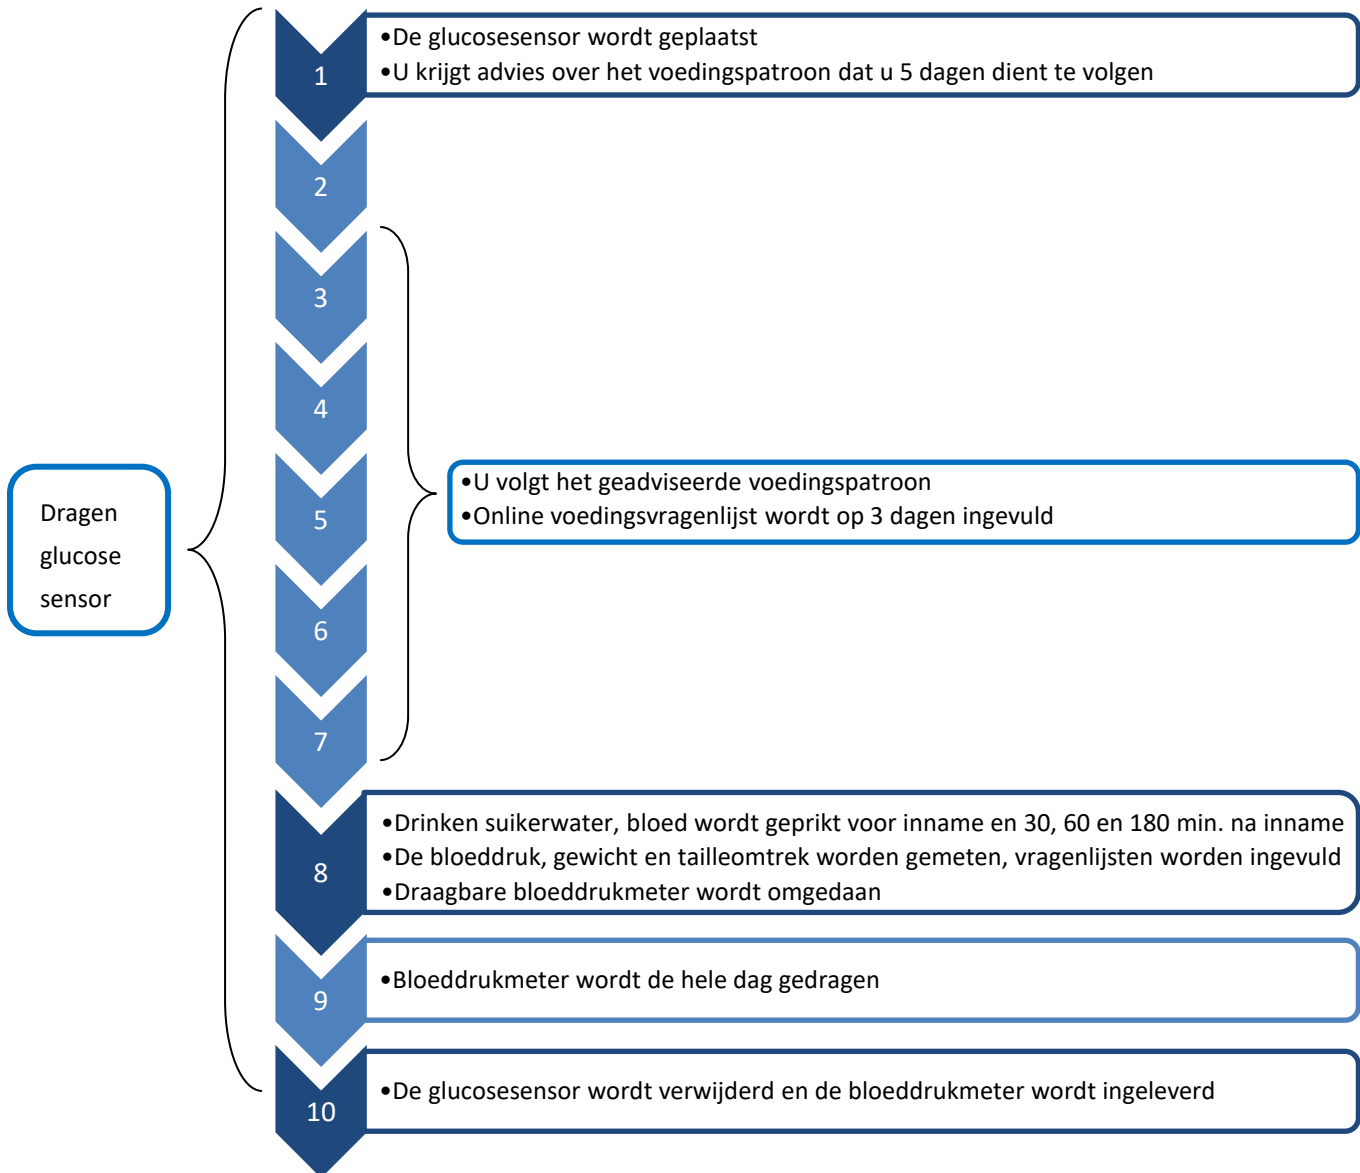 1
•De glucosesensor wordt geplaatst
•U krijgt advies over het voedingspatroon dat u 5 dagen dient te volgen
2
3
4
5
6
7
Dragen
glucose
sensor
•U volgt het geadviseerde voedingspatroon
•Online voedingsvragenlijst wordt op 3 dagen ingevuld
8
•Drinken suikerwater, bloed wordt geprikt voor inname en 30, 60 en 180 min. na inname
•De bloeddruk, gewicht en tailleomtrek worden gemeten, vragenlijsten worden ingevuld
•Draagbare bloeddrukmeter wordt omgedaan
9
•Bloeddrukmeter wordt de hele dag gedragen
10
•De glucosesensor wordt verwijderd en de bloeddrukmeter wordt ingeleverd